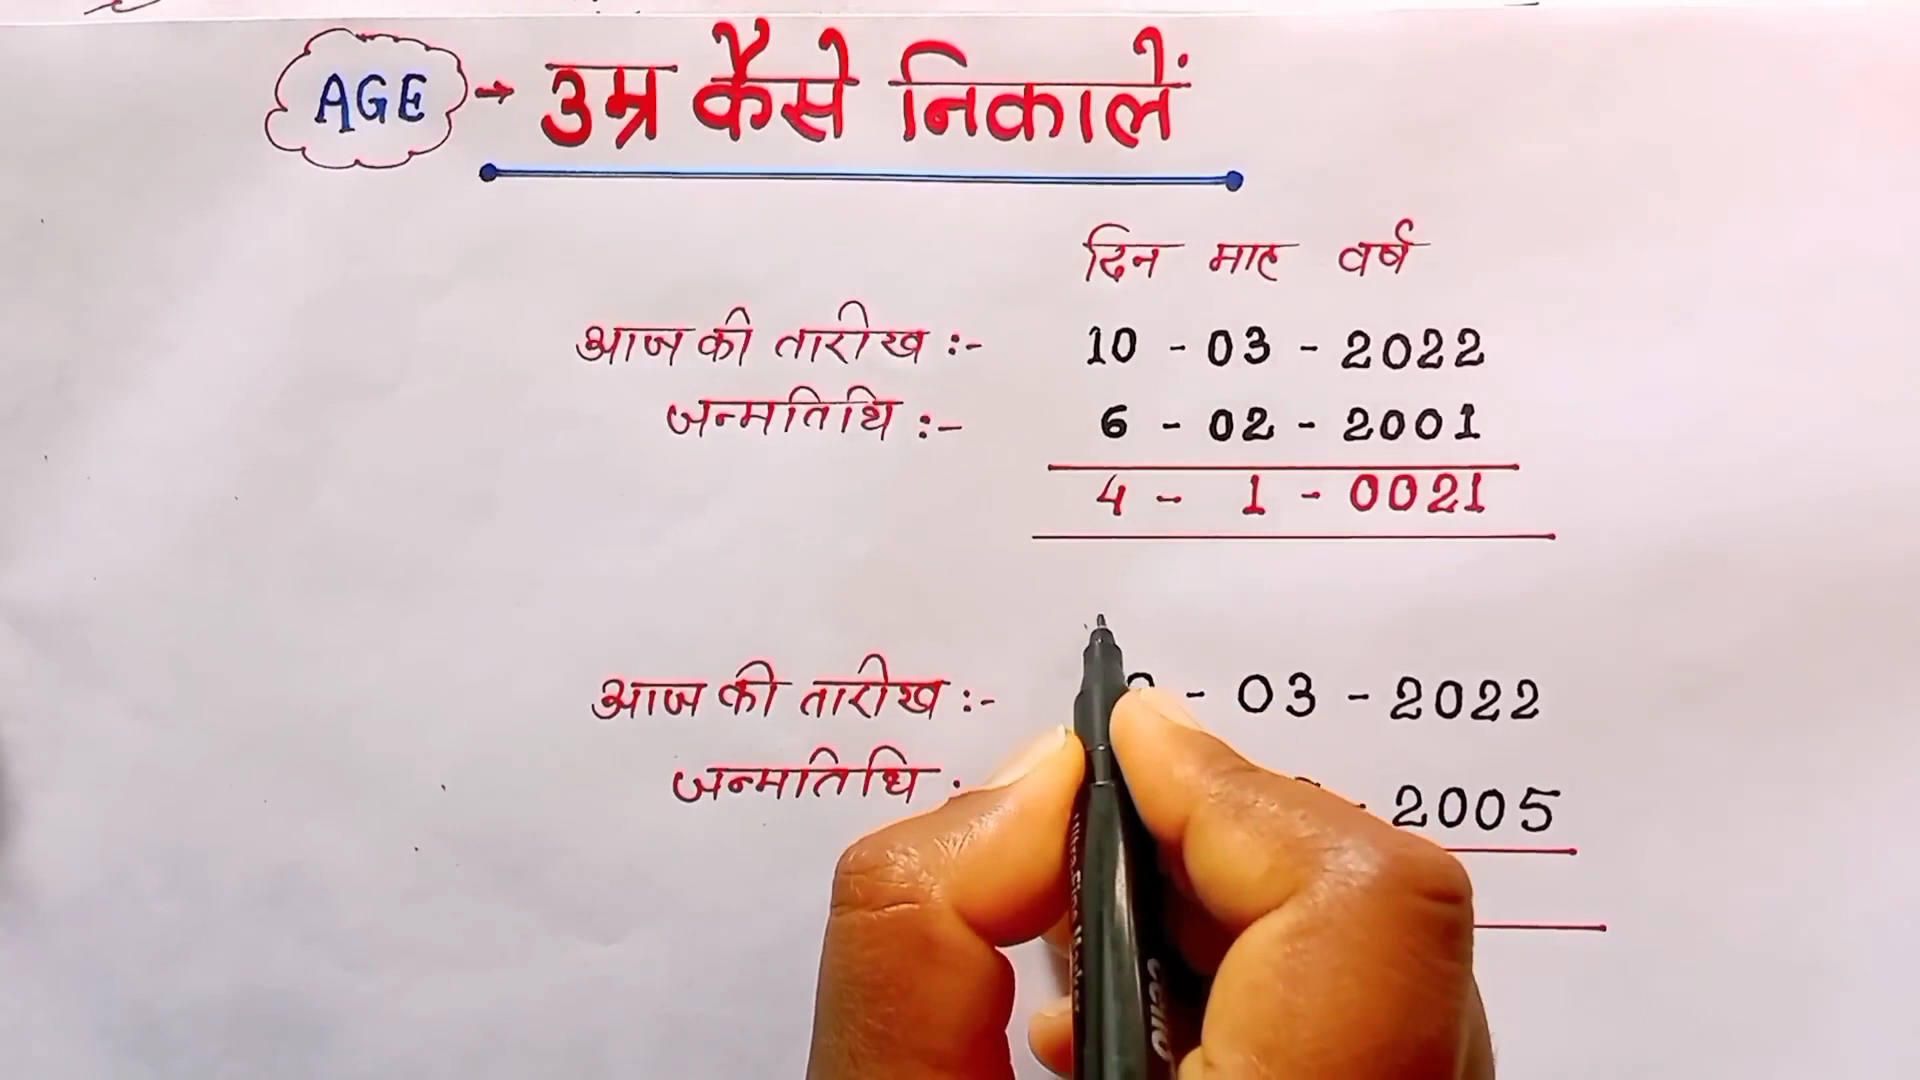 AGE → उम्र कैसे निकालें
दिन माह वर्ष
आज की तारीख :- 10 - 03 - 2022
जन्मतिथि :- 6 - 02 - 2001
4 - 1 - 0021
आज की तारीख :- - 03 - 2022
जन्मतिथि - 2005
cello